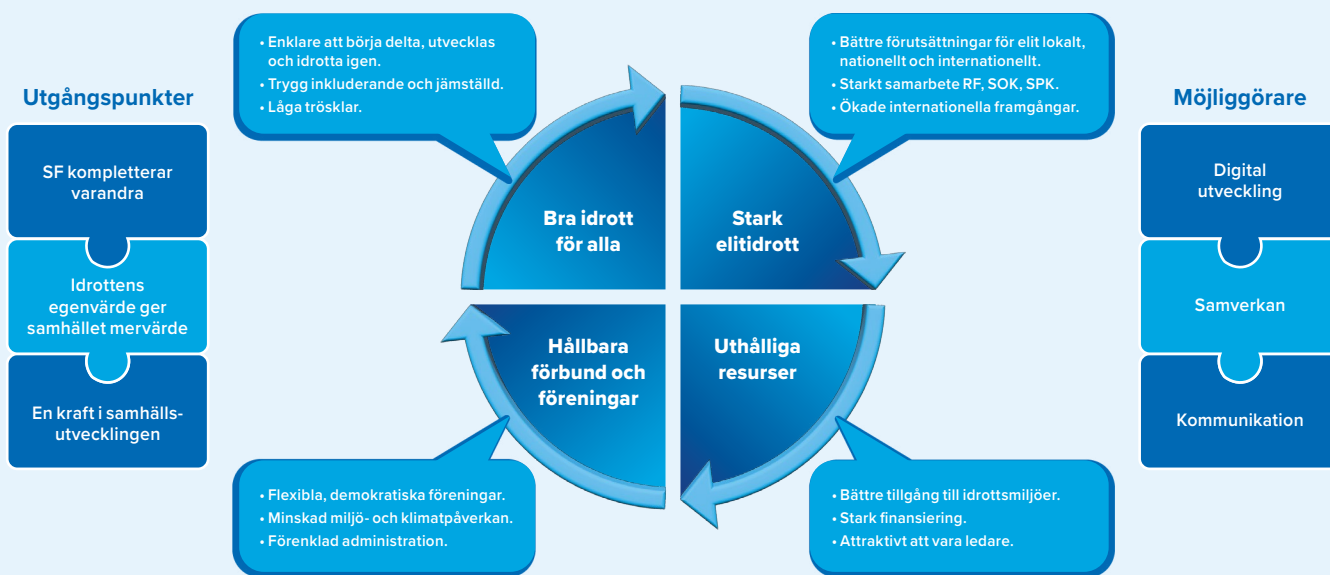 Utgångspunkter
SF kompletterar
varandra
Idrottens
egenvärde ger
samhället mervärde
En kraft i samhälls-
utvecklingen
• Enklare att börja delta, utvecklas
och idrotta igen.
• Trygg inkluderande och jämställd.
• Låga trösklar.
• Bättre förutsättningar för elit lokalt,
nationellt och internationellt.
• Starkt samarbete RF, SOK, SPK.
• Ökade internationella framgångar.
Bra idrott
för alla
Stark
elitidrott
Hållbara
förbund och
föreningar
Uthålliga
resurser
• Flexibla, demokratiska föreningar.
• Minskad miljö- och klimatpåverkan.
• Förenklad administration.
• Bättre tillgång till idrottsmiljöer.
• Stark finansiering.
• Attraktivt att vara ledare.
Möjliggörare
Digital
utveckling
Samverkan
Kommunikation